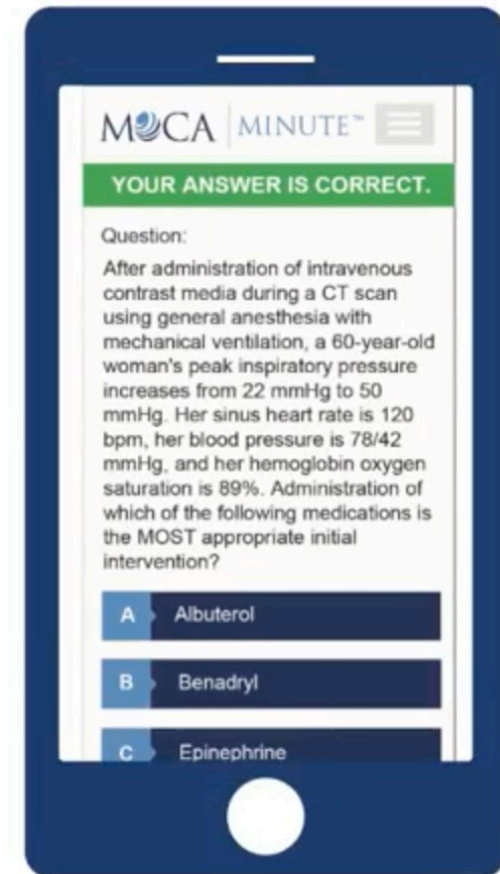 MOCA MINUTE™
YOUR ANSWER IS CORRECT.
Question:
After administration of intravenous
contrast media during a CT scan
using general anesthesia with
mechanical ventilation, a 60-year-old
woman's peak inspiratory pressure
increases from 22 mmHg to 50
mmHg. Her sinus heart rate is 120
bpm, her blood pressure is 78/42
mmHg, and her hemoglobin oxygen
saturation is 89%. Administration of
which of the following medications is
the MOST appropriate initial
intervention?
A Albuterol
B Benadryl
C Epinephrine